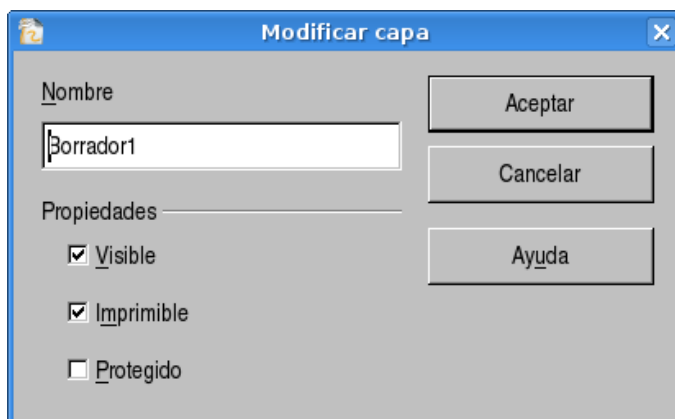 Modificar capa
Nombre
Borrador1
Propiedades
Visible
Imprimible
Protegido
Aceptar
Cancelar
Ayuda